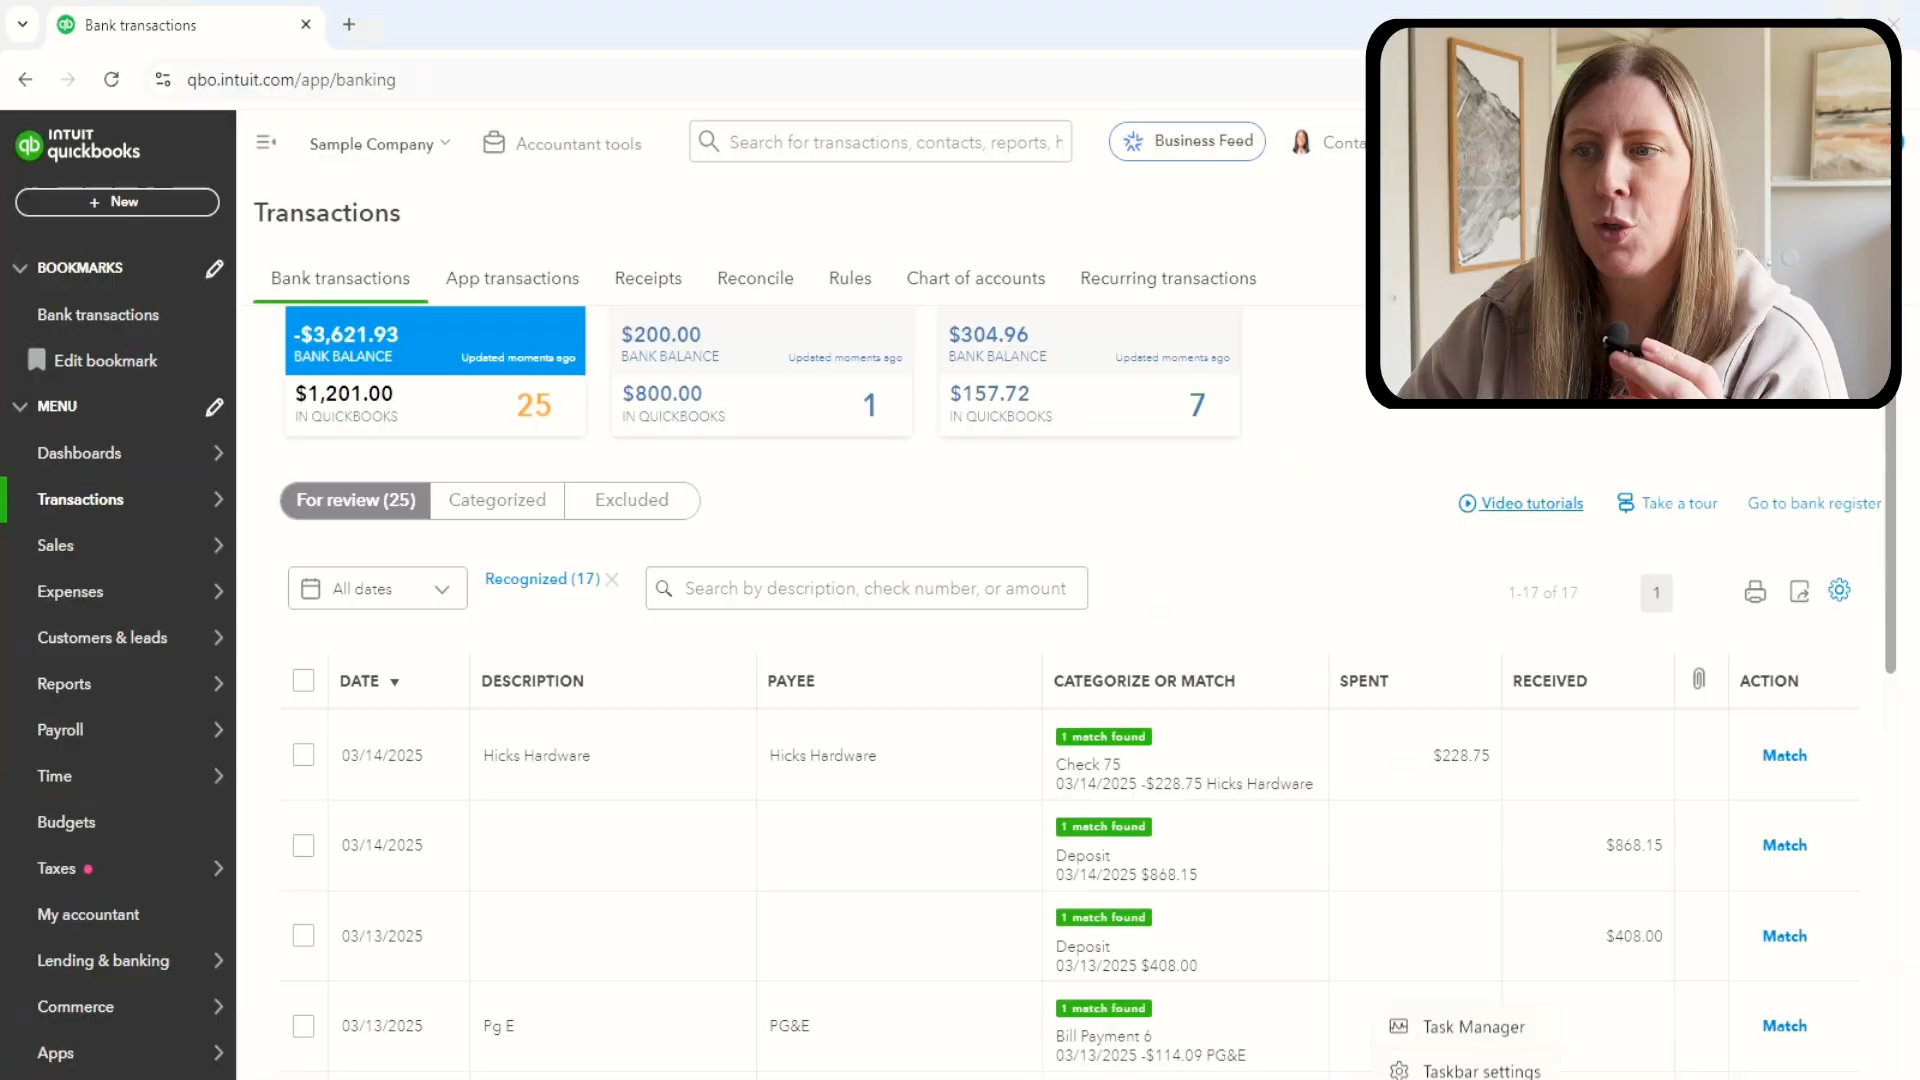 Bank transactions
qbo.intuit.com/app/banking
INTUIT
quickbooks
qb
+ New
BOOKMARKS
Bank transactions
Edit bookmark
MENU
Dashboards
Transactions
Sales
Expenses
Customers & leads
Reports
Payroll
Time
Budgets
Taxes
My accountant
Lending & banking
Commerce
Apps
Sample Company
Accountant tools
Search for transactions, contacts, reports, h
Business Feed
Conta
Transactions
Bank transactions
App transactions
Receipts
Reconcile
Rules
Chart of accounts
Recurring transactions
-$3,621.93
BANK BALANCE
Updated moments ago
$1,201.00
IN QUICKBOOKS
25
$200.00
BANK BALANCE
Updated moments ago
$800.00
IN QUICKBOOKS
1
$304.96
BANK BALANCE
Updated moments ago
$157.72
IN QUICKBOOKS
7
For review (25)
Categorized
Excluded
Video tutorials
Take a tour
Go to bank register
All dates
Recognized (17)
Search by description, check number, or amount
1-17 of 17
1
DATE
DESCRIPTION
PAYEE
CATEGORIZE OR MATCH
SPENT
RECEIVED
ACTION
03/14/2025
Hicks Hardware
Hicks Hardware
1 match found
Check 75
03/14/2025 -$228.75 Hicks Hardware
$228.75
Match
03/14/2025
1 match found
Deposit
03/14/2025 $868.15
$868.15
Match
03/13/2025
1 match found
Deposit
03/13/2025 $408.00
$408.00
Match
03/13/2025
Pg E
PG&E
1 match found
Bill Payment 6
03/13/2025 -$114.09 PG&E
Match
Task Manager
Taskbar settings